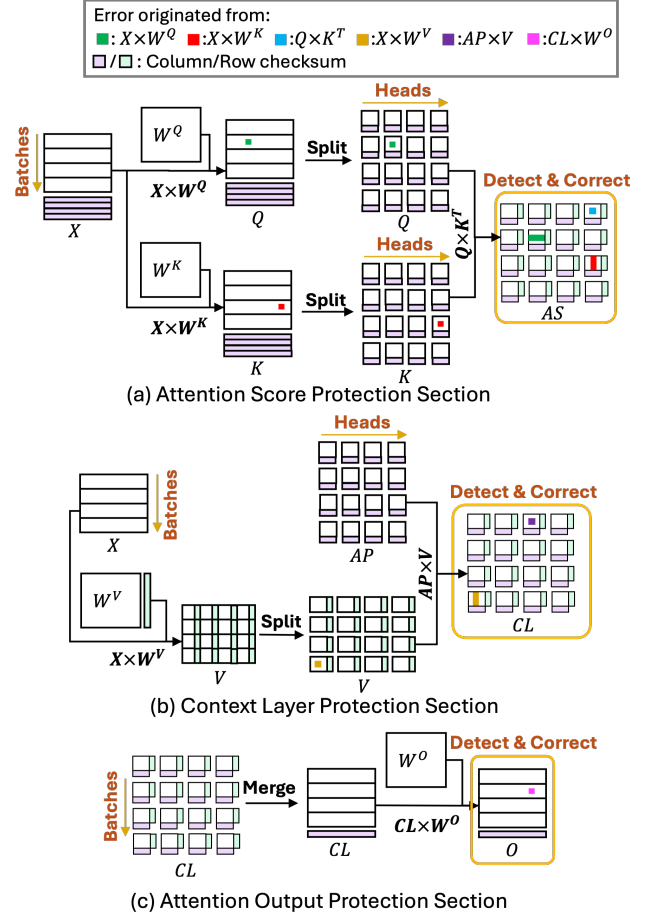 Error originated from:
: X×W^Q :X×W^K :Q×K^T :X×W^V :AP×V :CL×W^O
/ : Column/Row checksum
Heads
Batches
W^Q
Split
X×W^Q
X
Q
Q
Detect & Correct
Q×K^T
Heads
W^K
Split
X×W^K
K
K
AS
(a) Attention Score Protection Section
Heads
Batches
X
AP
Detect & Correct
AP×V
W^V
Split
X×W^V
V
V
CL
(b) Context Layer Protection Section
Batches
W^O
Detect & Correct
Merge
CL×W^O
CL
CL
O
(c) Attention Output Protection Section